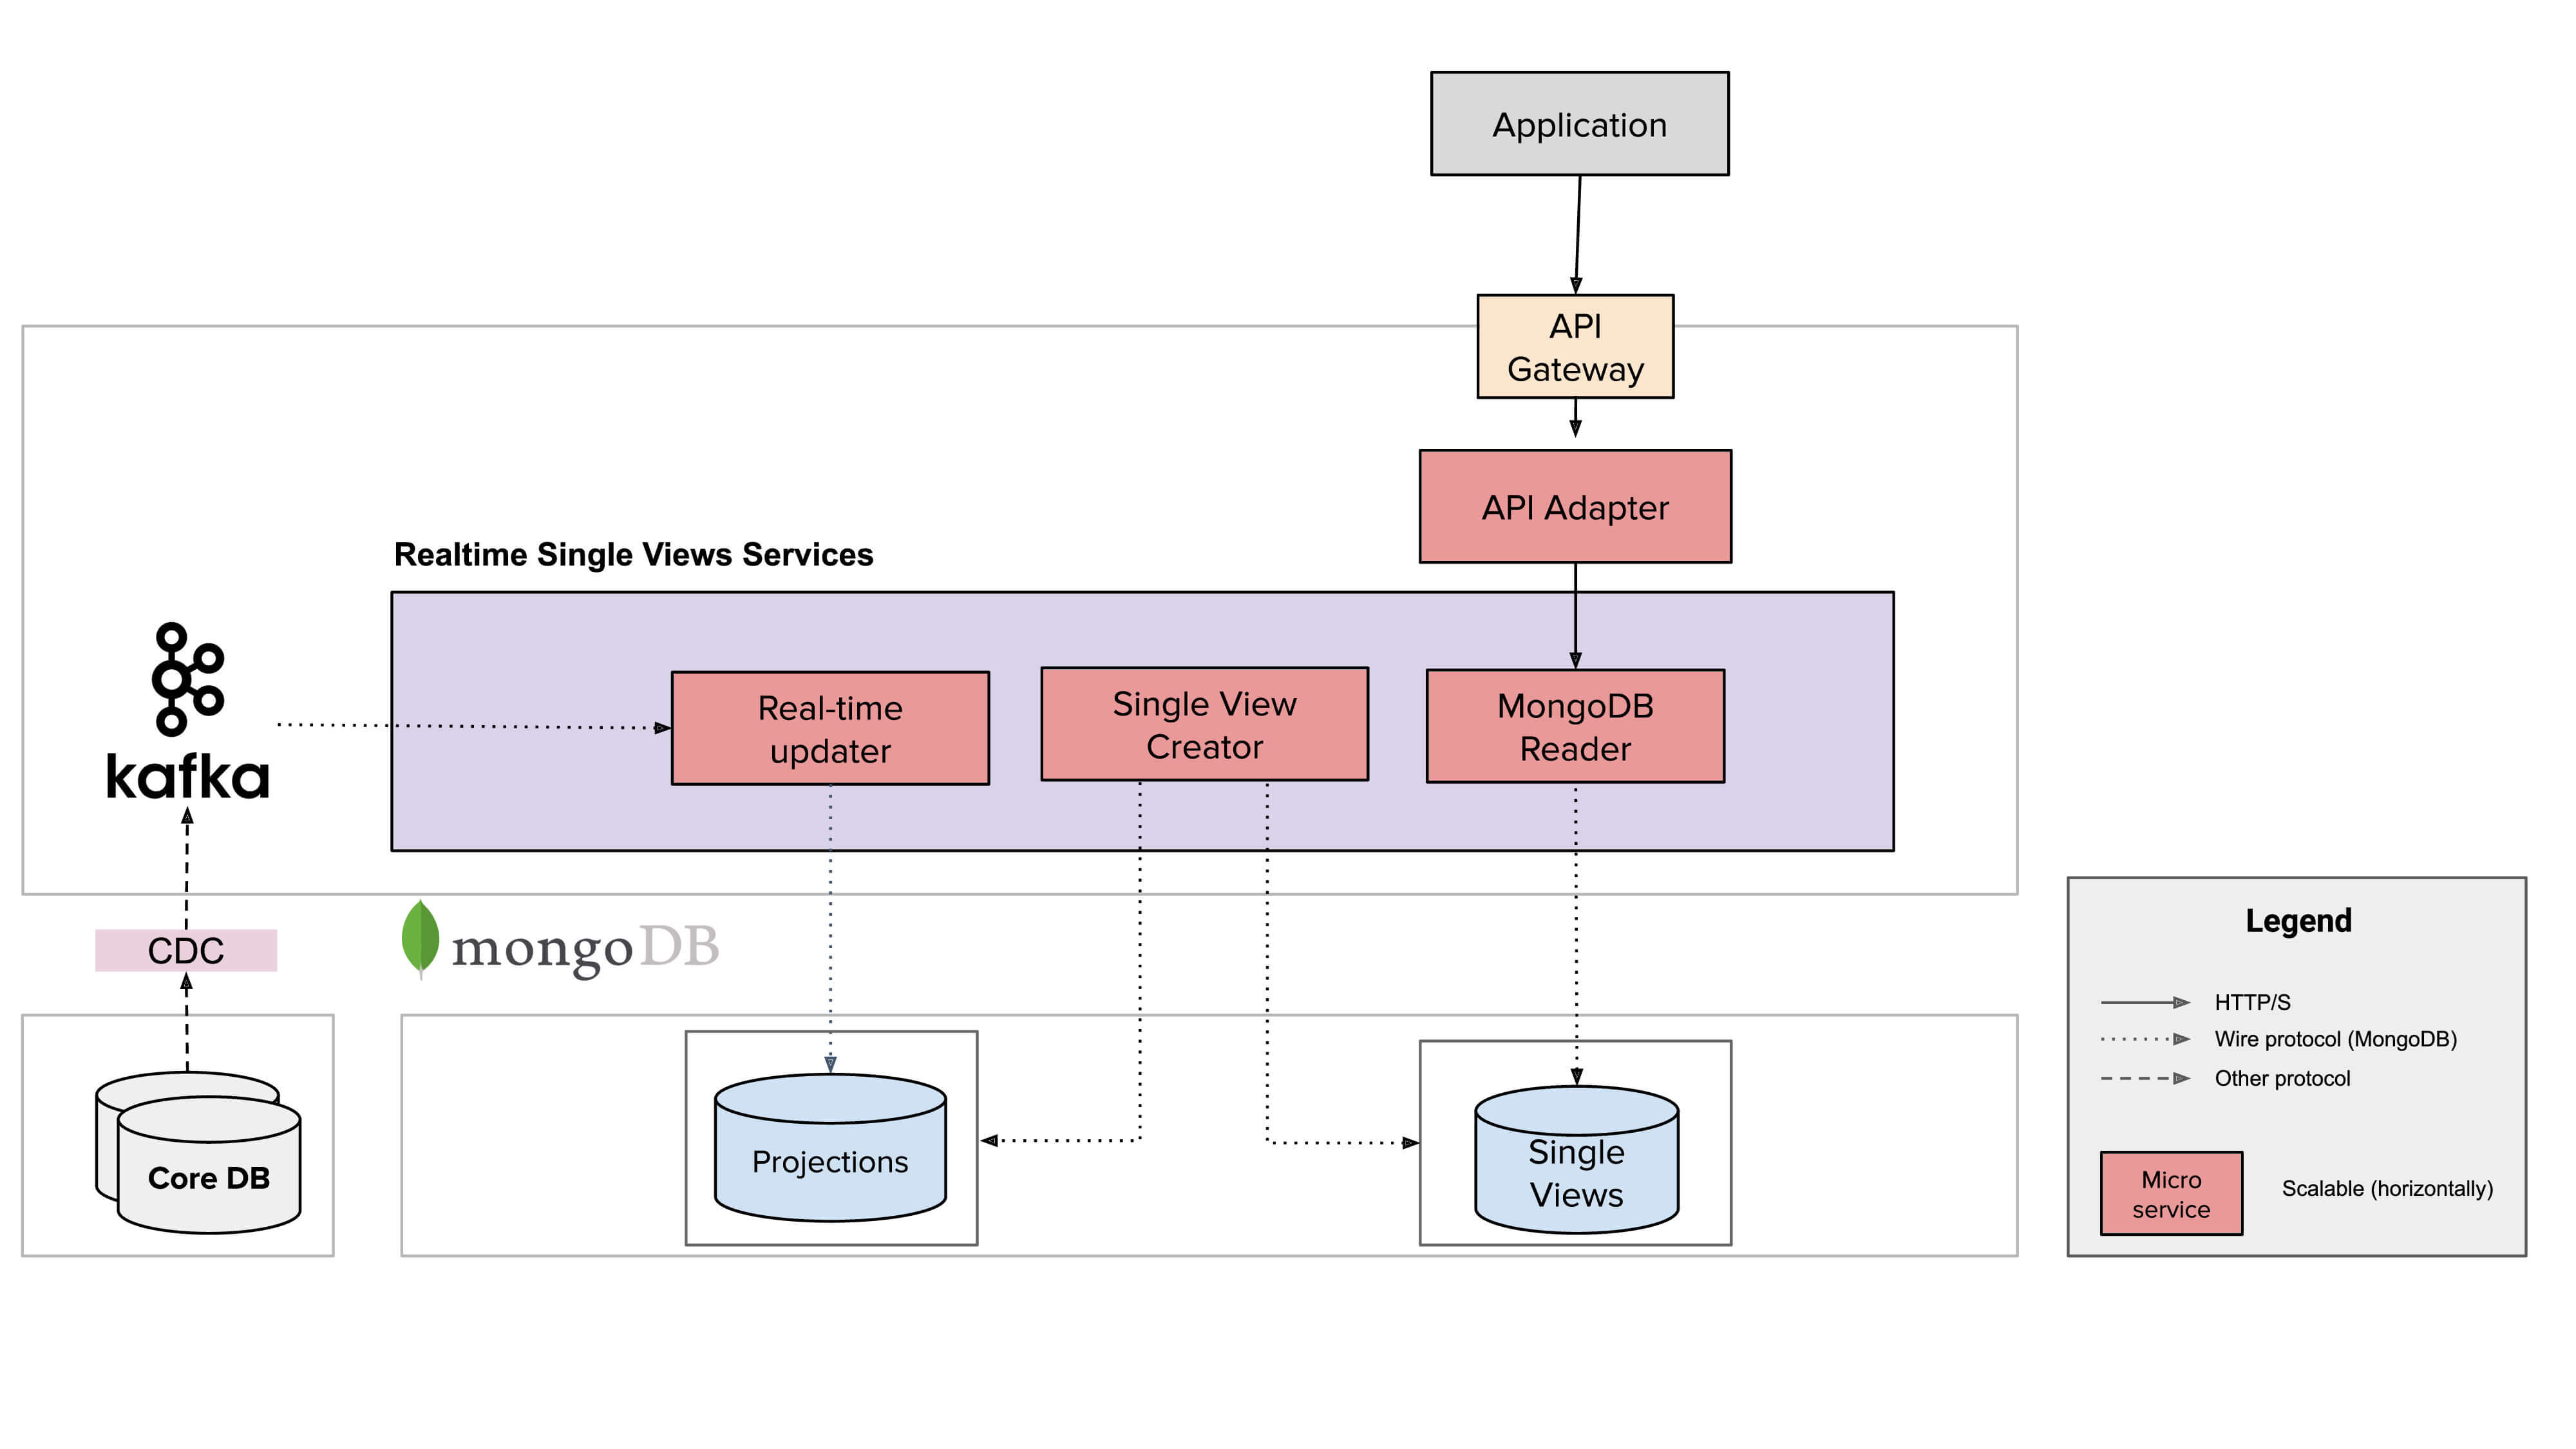 Application
API
Gateway
API Adapter
Realtime Single Views Services
Real-time
updater
Single View
Creator
MongoDB
Reader
kafka
CDC
mongoDB
Core DB
Projections
Single
Views
Legend
HTTP/S
Wire protocol (MongoDB)
Other protocol
Micro
service
Scalable (horizontally)